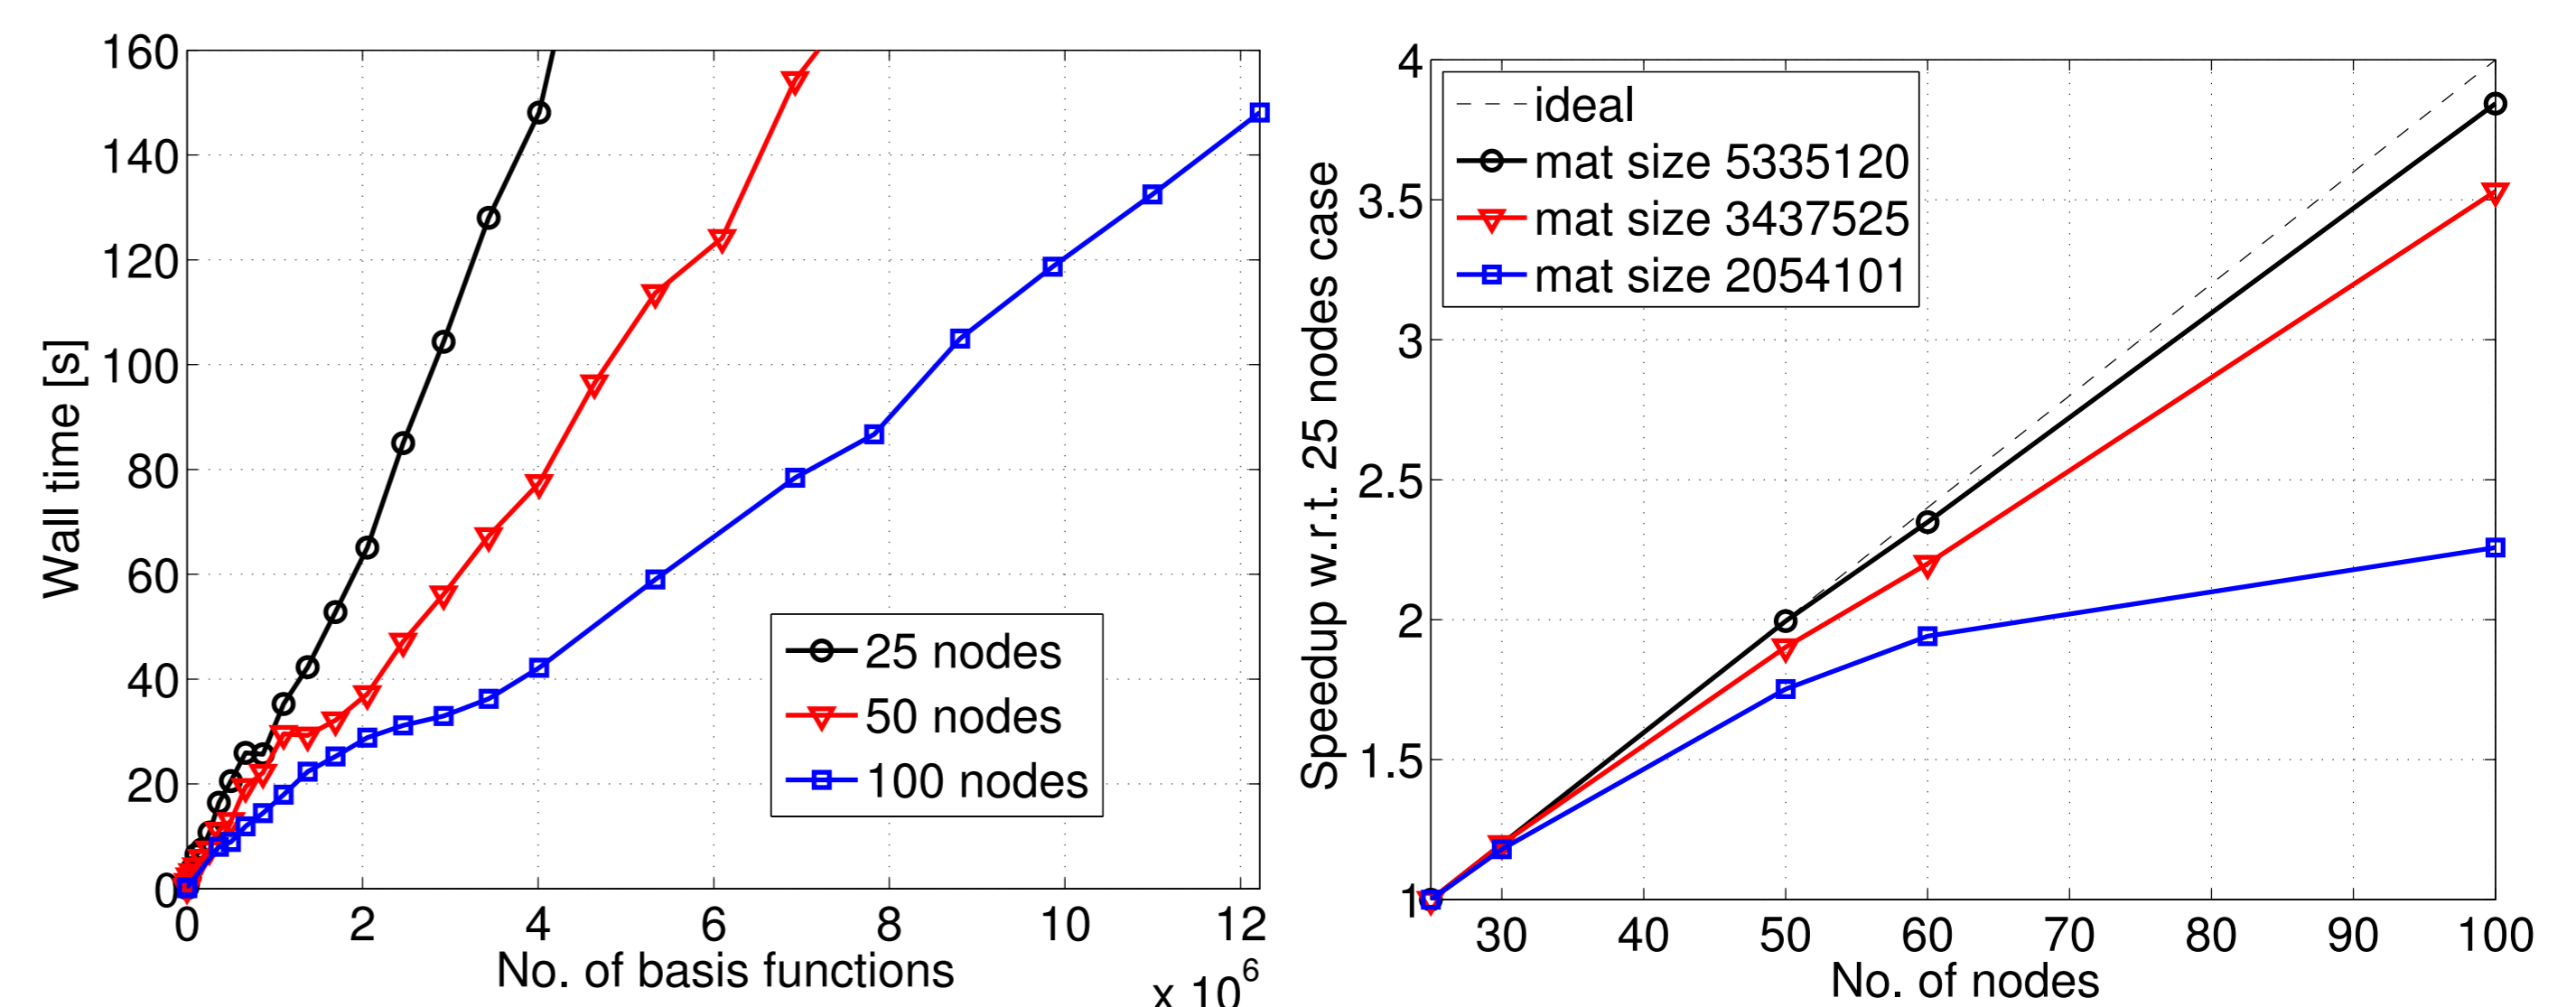 160
140
120
100
80
60
40
20
0
Wall time [s]
0 2 4 6 8 10 12
No. of basis functions
x 10^6
25 nodes
50 nodes
100 nodes
4
3.5
3
2.5
2
1.5
1
Speedup w.r.t. 25 nodes case
ideal
mat size 5335120
mat size 3437525
mat size 2054101
30 40 50 60 70 80 90 100
No. of nodes